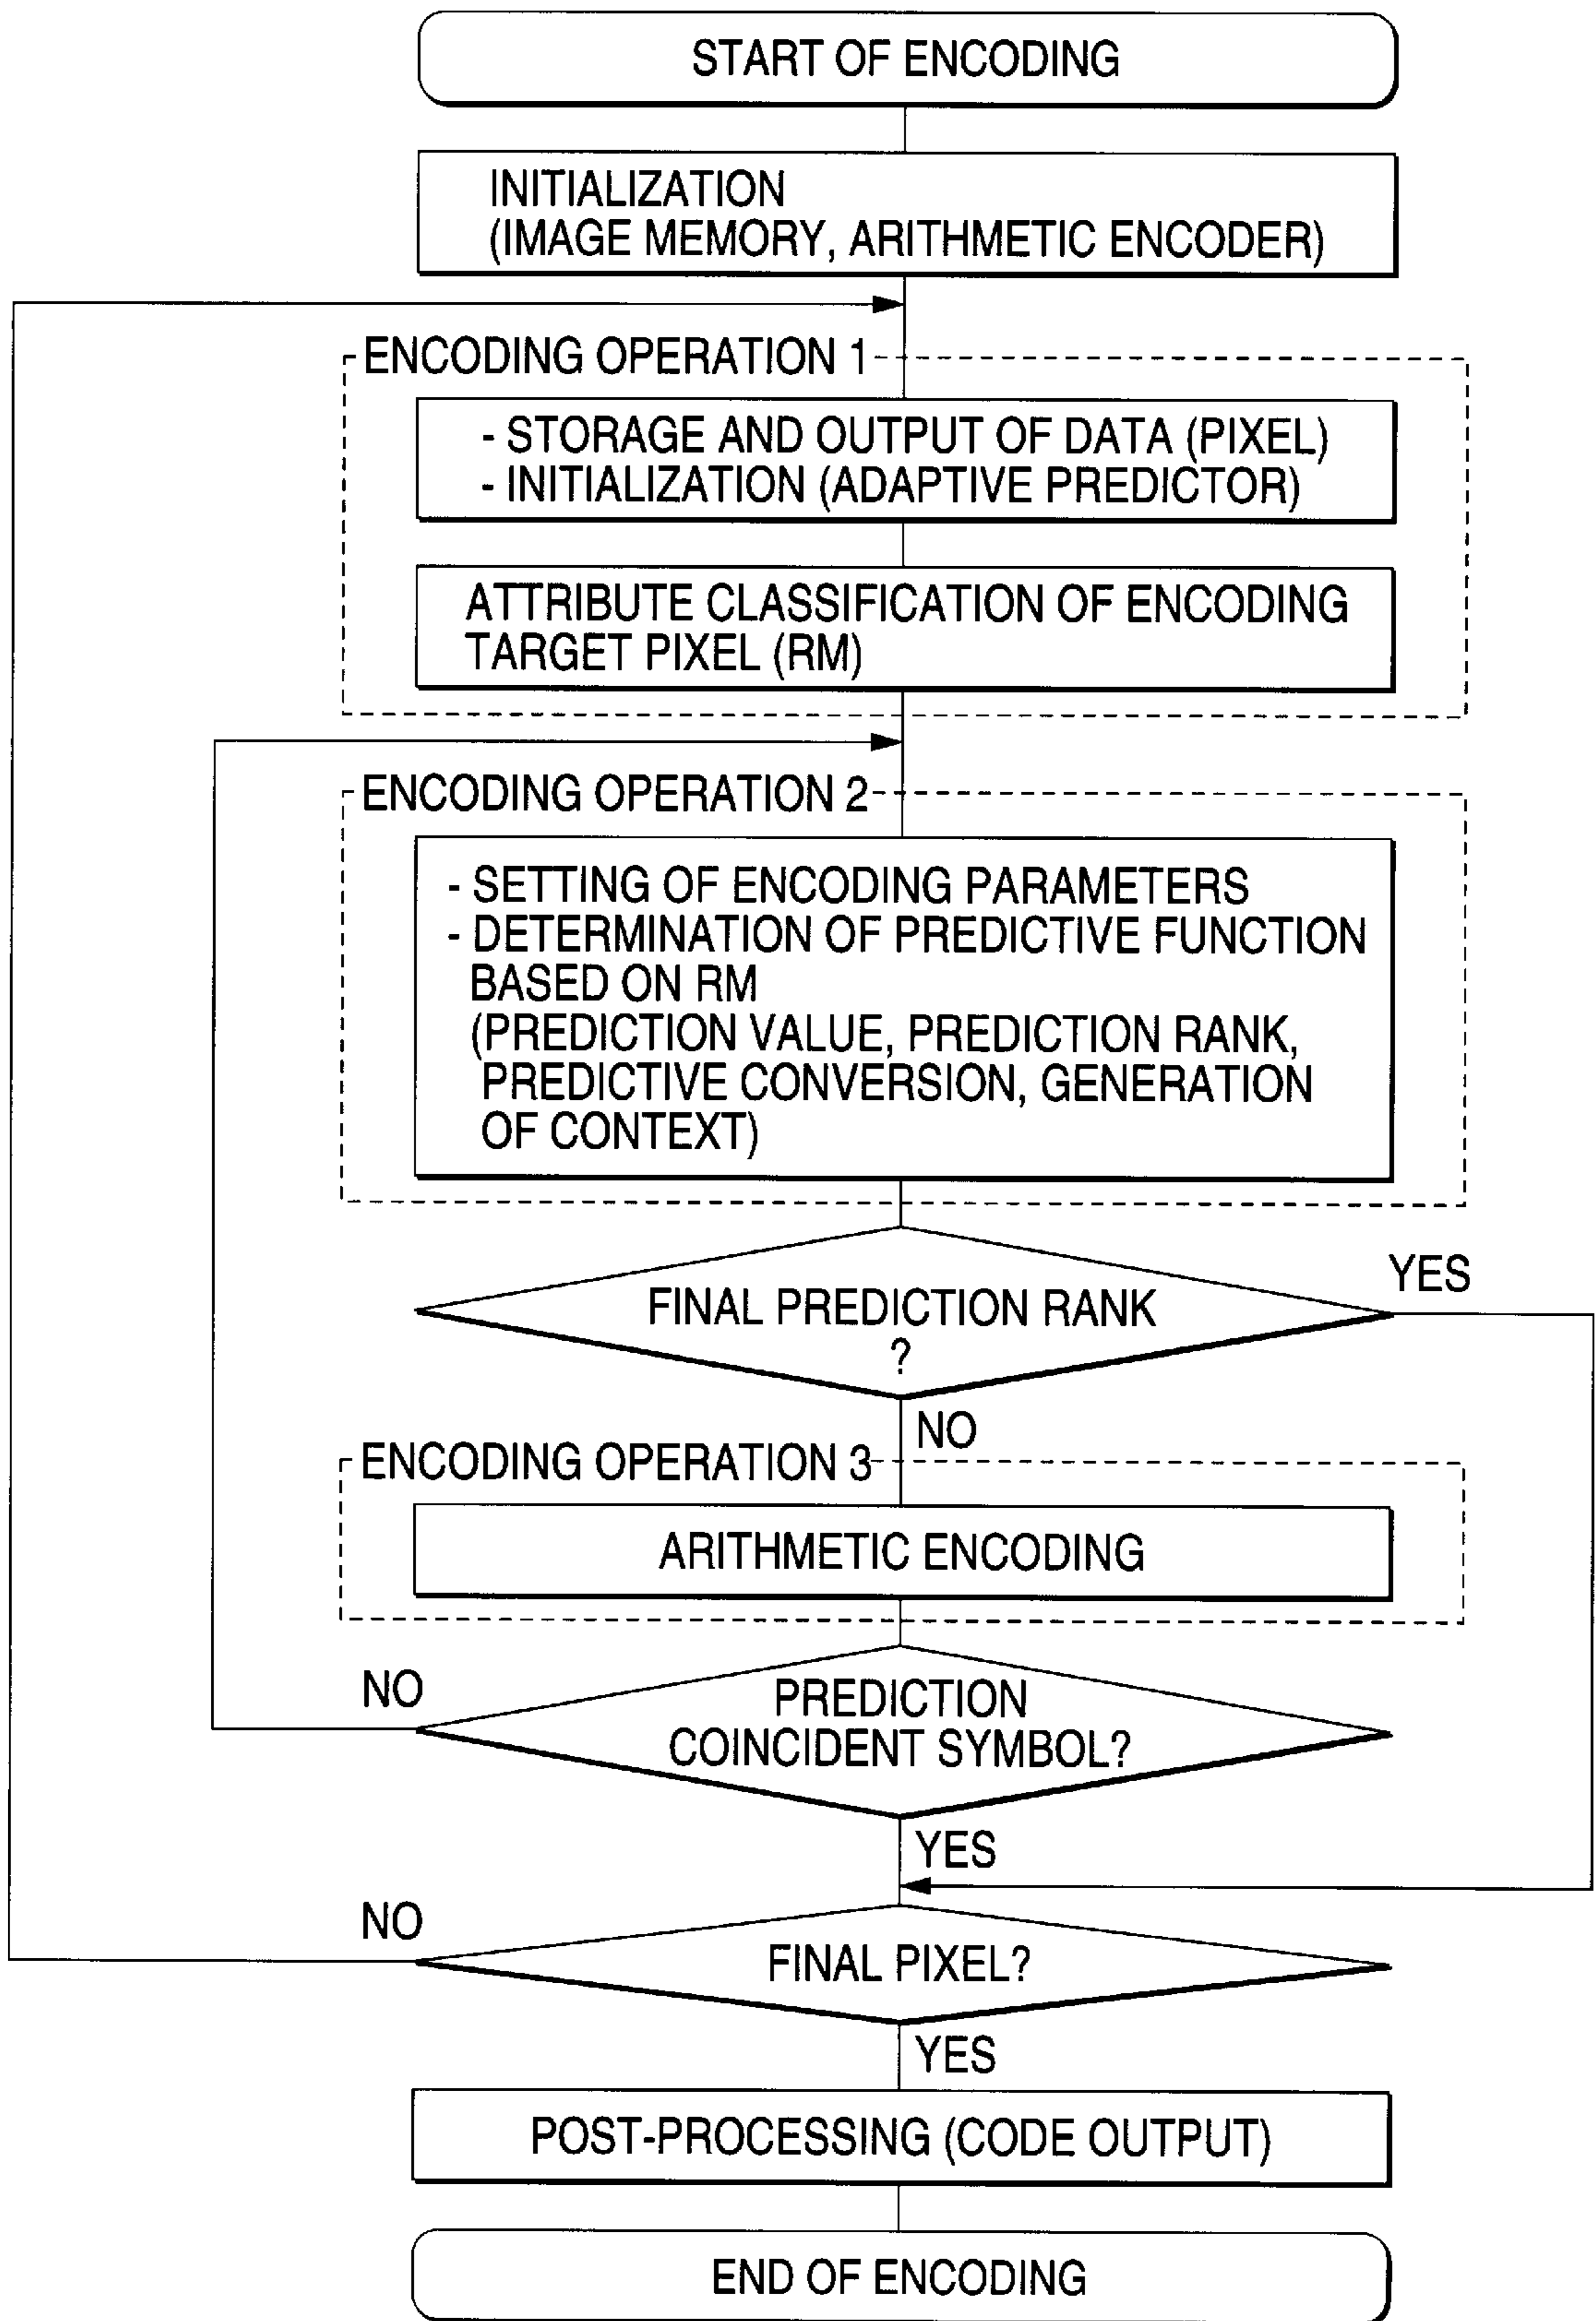 START OF ENCODING
INITIALIZATION
(IMAGE MEMORY, ARITHMETIC ENCODER)
ENCODING OPERATION 1
- STORAGE AND OUTPUT OF DATA (PIXEL)
- INITIALIZATION (ADAPTIVE PREDICTOR)
ATTRIBUTE CLASSIFICATION OF ENCODING
TARGET PIXEL (RM)
ENCODING OPERATION 2
- SETTING OF ENCODING PARAMETERS
- DETERMINATION OF PREDICTIVE FUNCTION
BASED ON RM
(PREDICTION VALUE, PREDICTION RANK,
PREDICTIVE CONVERSION, GENERATION
OF CONTEXT)
YES
FINAL PREDICTION RANK
?
NO
ENCODING OPERATION 3
ARITHMETIC ENCODING
NO
PREDICTION
COINCIDENT SYMBOL?
YES
NO
FINAL PIXEL?
YES
POST-PROCESSING (CODE OUTPUT)
END OF ENCODING